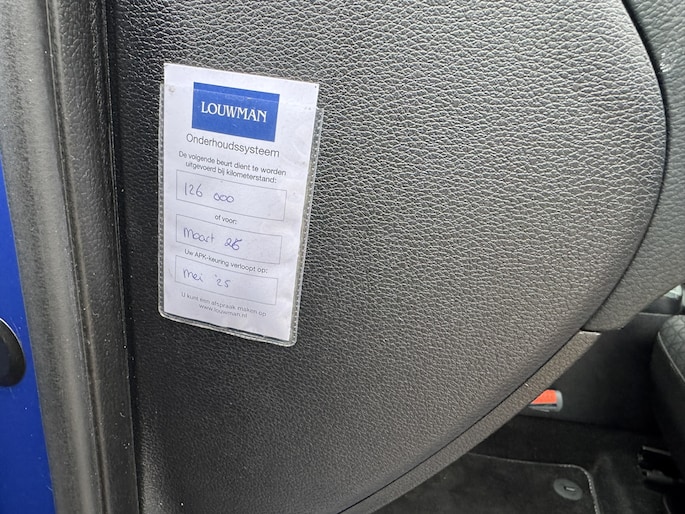 LOUWMAN
Onderhoudssysteem
De volgende beurt dient te worden
uitgevoerd bij kilometerstand:
126 000
of voor:
maart 26
Uw APK-keuring verloopt op:
mei '25
U kunt een afspraak maken op
www.louwman.nl